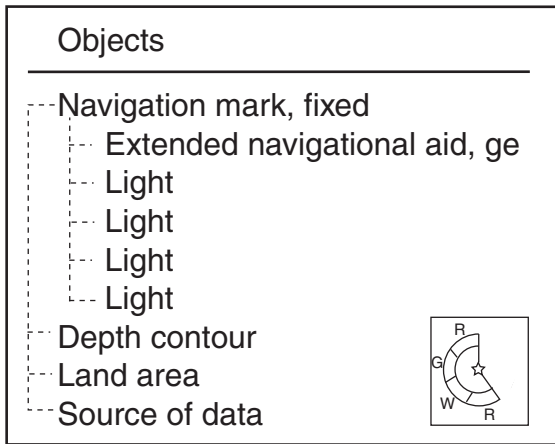 Objects
Navigation mark, fixed
Extended navigational aid, ge
Light
Light
Light
Light
Depth contour
Land area
Source of data
R
G
W
R